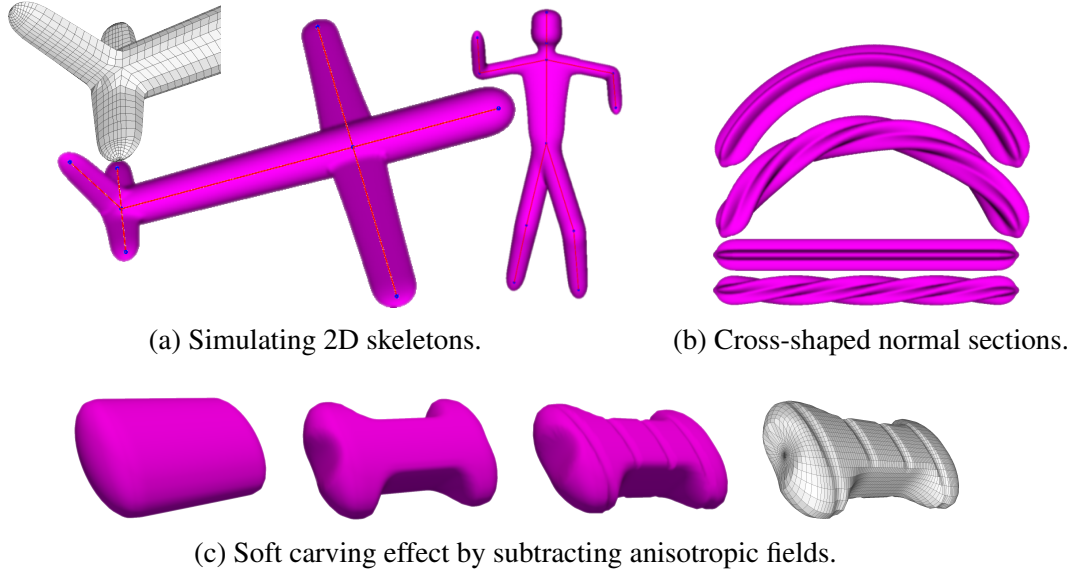 (a) Simulating 2D skeletons.
(b) Cross-shaped normal sections.
(c) Soft carving effect by subtracting anisotropic fields.